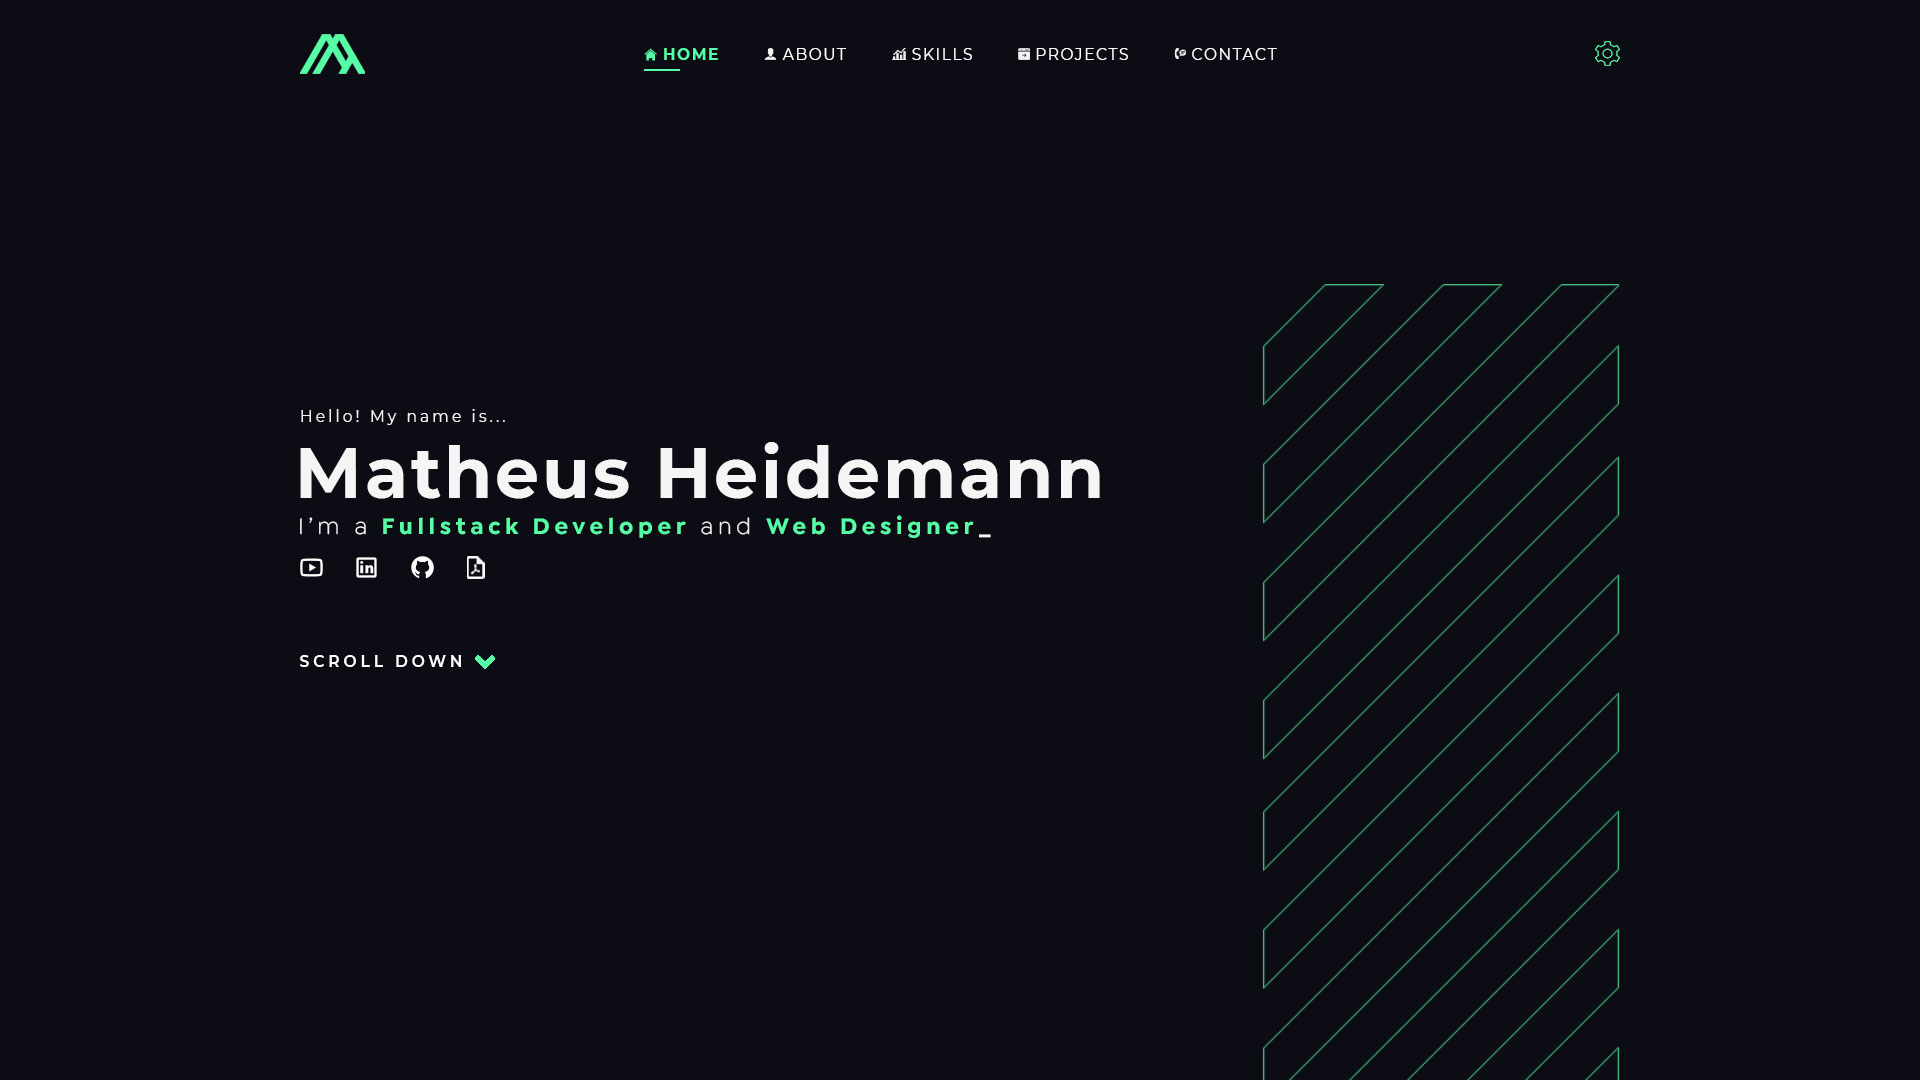 HOME ABOUT SKILLS PROJECTS CONTACT
Hello! My name is...
Matheus Heidemann
I'm a Fullstack Developer and Web Designer_
SCROLL DOWN